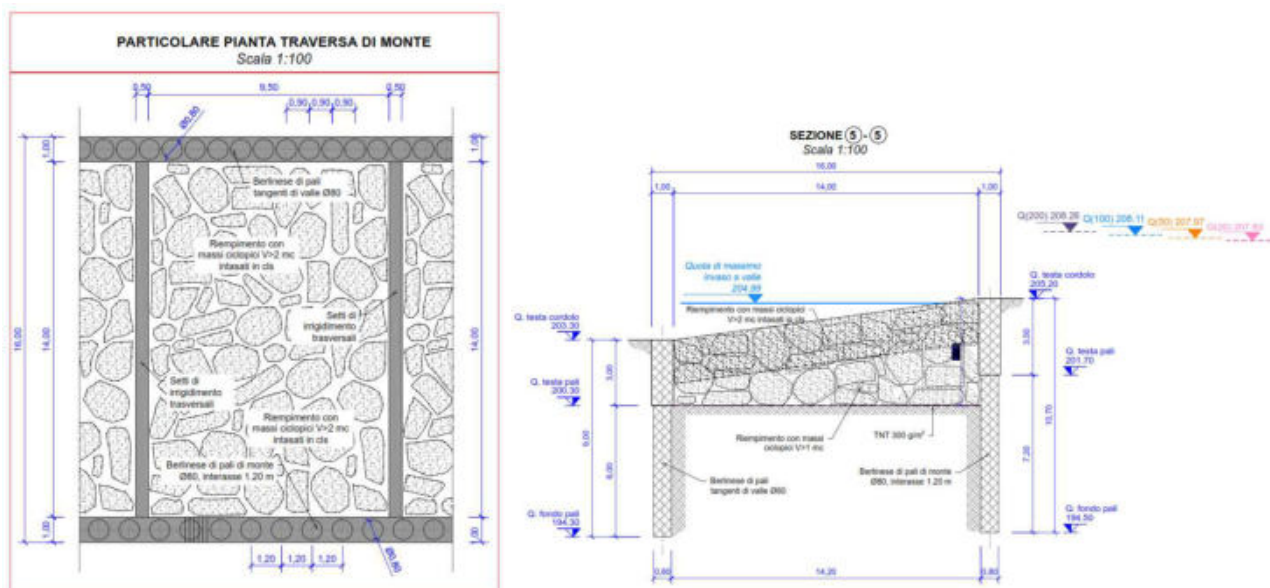 PARTICOLARE PIANTA TRAVERSA DI MONTE
Scala 1:100
0,50
9,50
0,50
0,90
0,90
0,90
Ø0,80
1,00
1,00
Berlinese di pali
tangenti di valle Ø80
Riempimento con
massi ciclopici V>2 mc
intasati in cls
Setti di
irrigidimento
trasversali
16,00
14,00
14,00
Setti di
irrigidimento
trasversali
Riempimento con
massi ciclopici V>2 mc
intasati in cls
Berlinese di pali di monte
Ø80, interasse 1.20 m
1,00
1,00
Ø0,80
1,20
1,20
1,20
SEZIONE 5 - 5
Scala 1:100
16,00
1,00
14,00
1,00
Q(200) 208.26
Q(100) 208.11
Q(50) 207.97
Quota di massimo
invaso a valle
204.99
Q. testa cordolo
205.20
Riempimento con massi ciclopici
V>2 mc intasati in cls
Q. testa cordolo
203.30
3,00
3,00
Q. testa pali
201.70
Q. testa pali
200.30
9,00
10,70
TNT 300 g/m²
Riempimento con massi
ciclopici V>1 mc
6,00
7,20
Berlinese di pali
tangenti di valle Ø80
Berlinese di pali di monte
Ø80, interasse 1.20 m
Q. fondo pali
194.30
Q. fondo pali
194.50
0,80
14,20
0,80